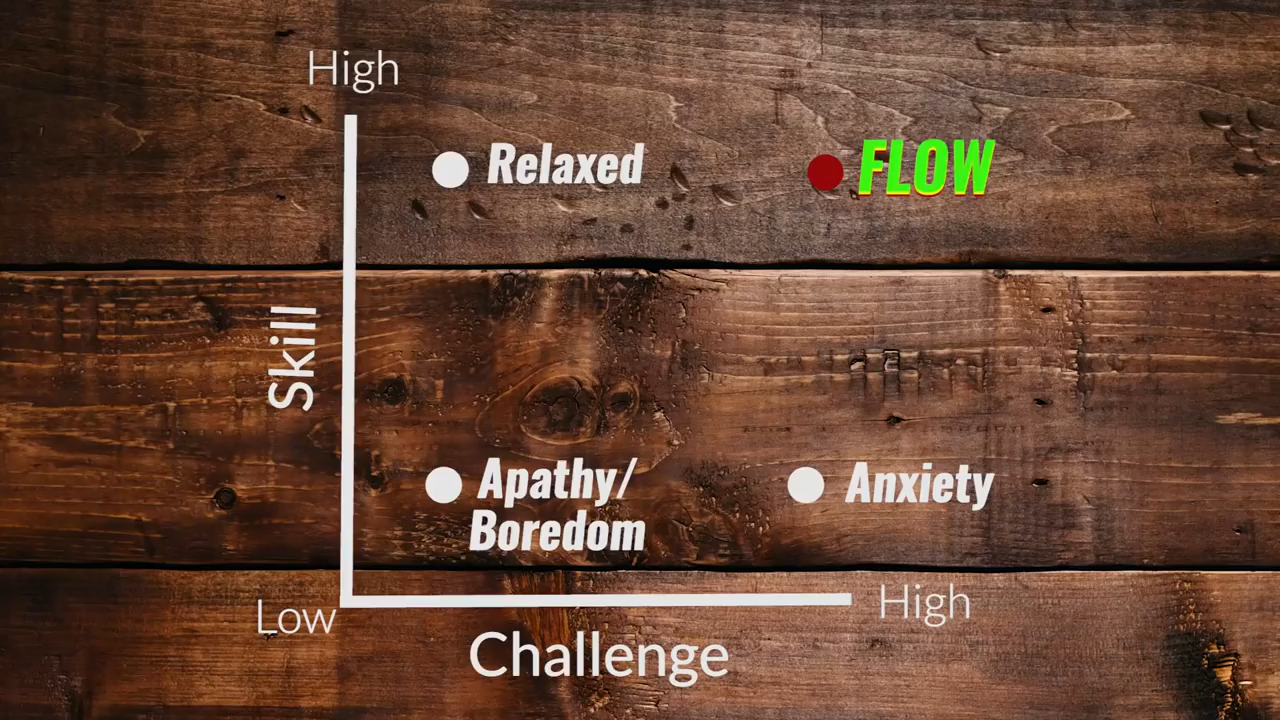 High
Relaxed
FLOW
Skill
Apathy/
Boredom
Anxiety
Low
High
Challenge